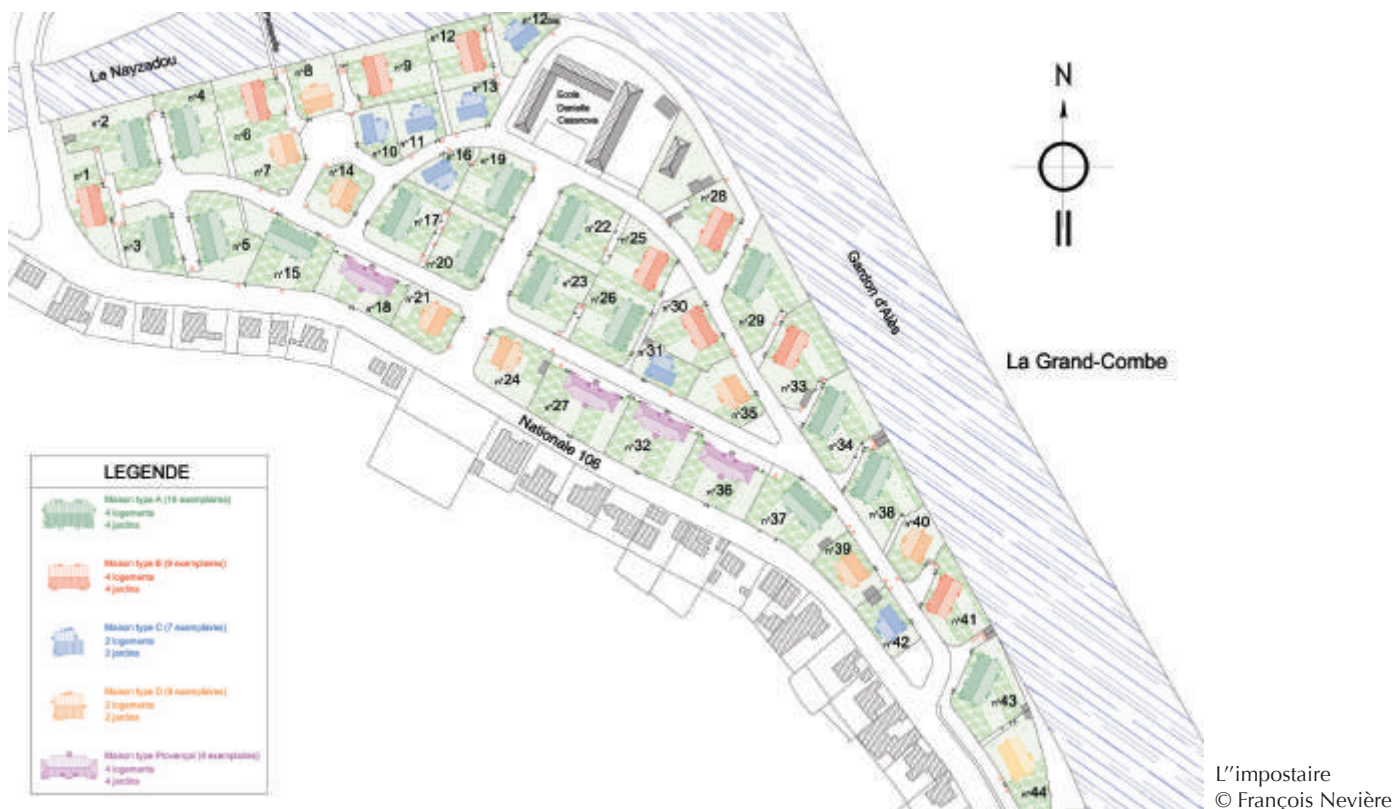 Le Nayzadou
Passerelle
n°12bis
n°12
n°9
n°8
n°4
n°2
n°6
n°13
n°11
n°10
n°7
n°1
n°16
n°19
n°14
n°17
n°3
n°5
n°15
n°20
n°18
n°21
Ecole
Danielle
Casanova
n°28
n°22
n°25
n°23
n°26
n°30
n°29
n°31
n°33
n°24
n°27
n°35
n°32
n°34
n°36
n°38
n°37
n°40
n°39
n°41
n°42
n°43
n°44
Nationale 106
Gardon d'Alès
N
La Grand-Combe
LEGENDE
4 logements
4 jardins
Maison type B (9 exemplaires)
4 logements
4 jardins
Maison type C (7 exemplaires)
2 logements
2 jardins
Maison type D (9 exemplaires)
2 logements
2 jardins
Maison type Provençal (4 exemplaires)
4 logements
4 jardins
L''impostaire
© François Nevière